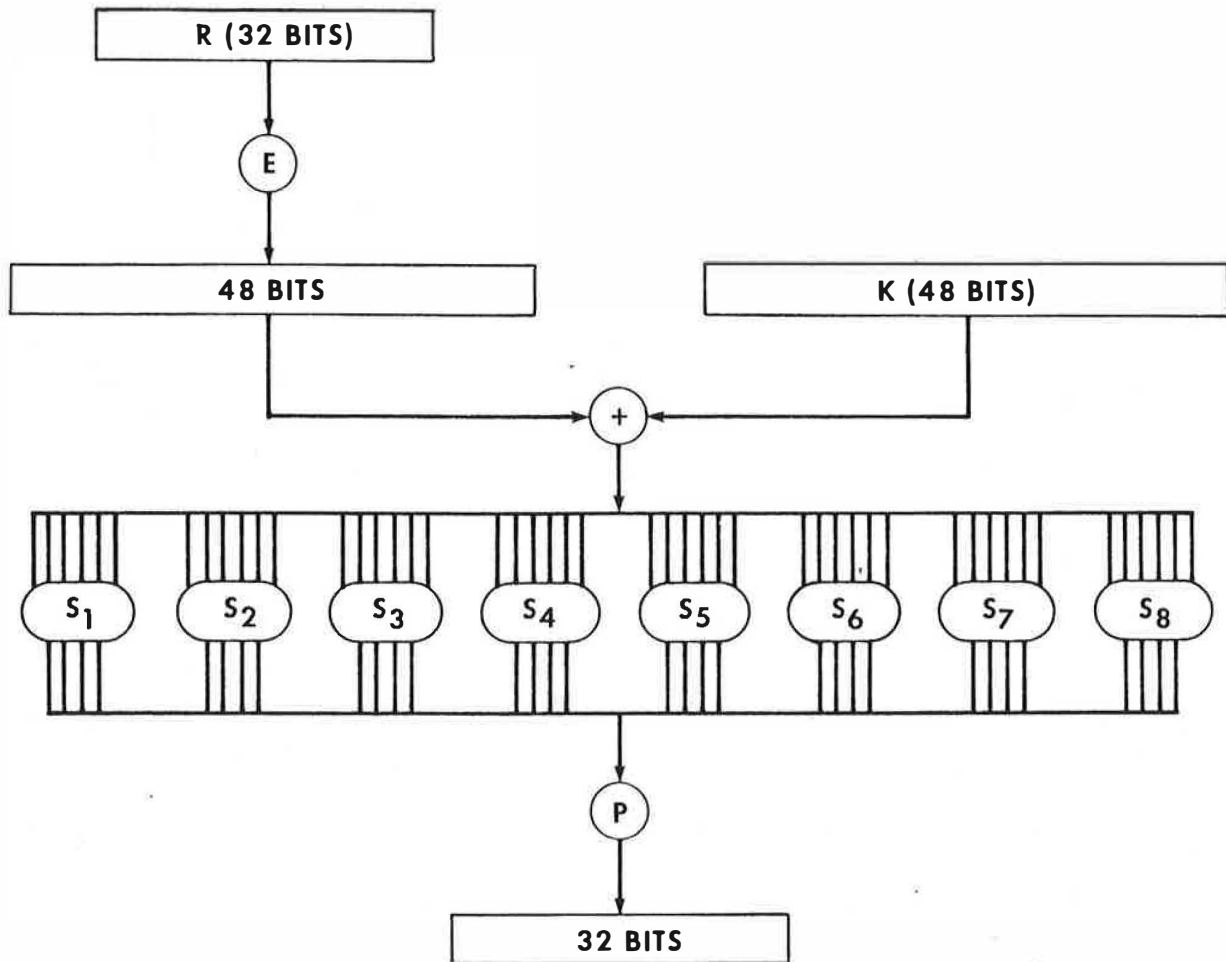 R (32 BITS)
E
48 BITS
K (48 BITS)
+
S1 S2 S3 S4 S5 S6 S7 S8
P
32 BITS